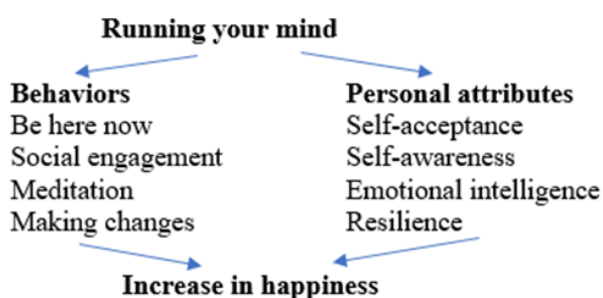 Running your mind
Behaviors
Be here now
Social engagement
Meditation
Making changes
Personal attributes
Self-acceptance
Self-awareness
Emotional intelligence
Resilience
Increase in happiness